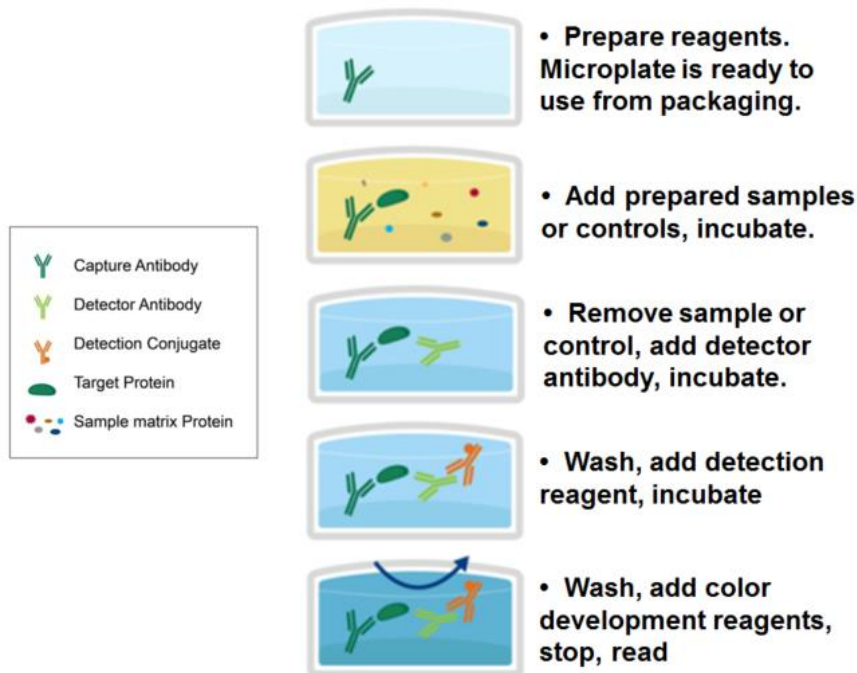 • Prepare reagents.
Microplate is ready to
use from packaging.
• Add prepared samples
or controls, incubate.
Capture Antibody
Detector Antibody
Detection Conjugate
Target Protein
Sample matrix Protein
• Remove sample or
control, add detector
antibody, incubate.
• Wash, add detection
reagent, incubate
• Wash, add color
development reagents,
stop, read